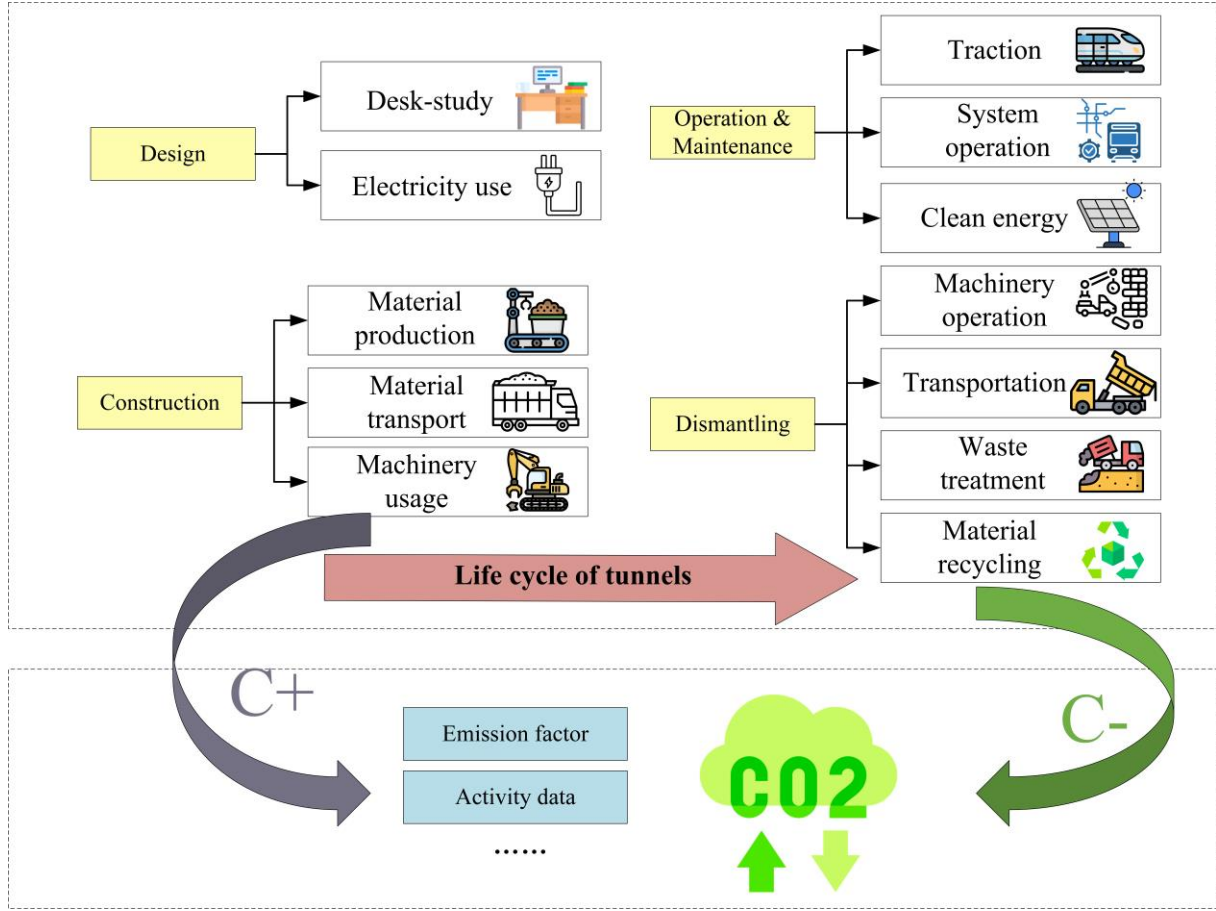 Design
Desk-study
Electricity use
Construction
Material
production
Material
transport
Machinery
usage
Operation &
Maintenance
Traction
System
operation
Clean energy
Dismantling
Machinery
operation
Transportation
Waste
treatment
Material
recycling
Life cycle of tunnels
C+
C-
Emission factor
Activity data
……
CO2